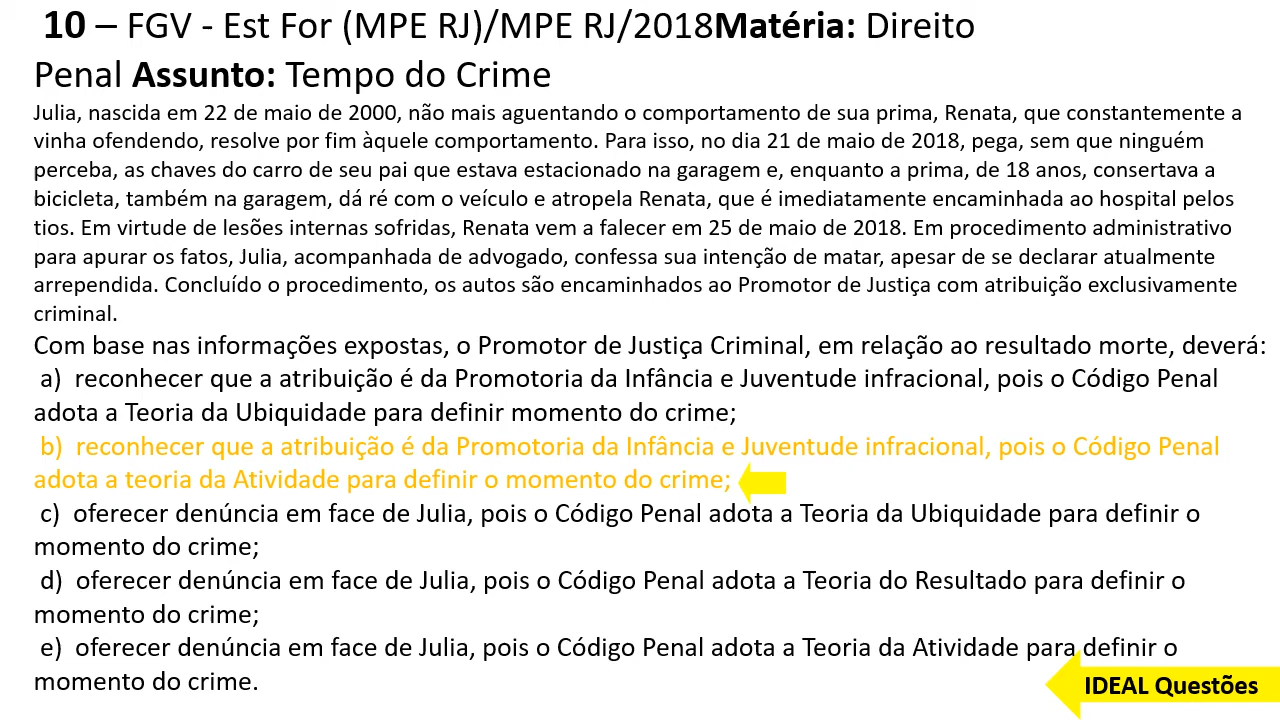 10 – FGV - Est For (MPE RJ)/MPE RJ/2018Matéria: Direito
Penal Assunto: Tempo do Crime
Julia, nascida em 22 de maio de 2000, não mais aguentando o comportamento de sua prima, Renata, que constantemente a
vinha ofendendo, resolve por fim àquele comportamento. Para isso, no dia 21 de maio de 2018, pega, sem que ninguém
perceba, as chaves do carro de seu pai que estava estacionado na garagem e, enquanto a prima, de 18 anos, consertava a
bicicleta, também na garagem, dá ré com o veículo e atropela Renata, que é imediatamente encaminhada ao hospital pelos
tios. Em virtude de lesões internas sofridas, Renata vem a falecer em 25 de maio de 2018. Em procedimento administrativo
para apurar os fatos, Julia, acompanhada de advogado, confessa sua intenção de matar, apesar de se declarar atualmente
arrependida. Concluído o procedimento, os autos são encaminhados ao Promotor de Justiça com atribuição exclusivamente
criminal.
Com base nas informações expostas, o Promotor de Justiça Criminal, em relação ao resultado morte, deverá:
a) reconhecer que a atribuição é da Promotoria da Infância e Juventude infracional, pois o Código Penal
adota a Teoria da Ubiquidade para definir momento do crime;
b) reconhecer que a atribuição é da Promotoria da Infância e Juventude infracional, pois o Código Penal
adota a teoria da Atividade para definir o momento do crime;
c) oferecer denúncia em face de Julia, pois o Código Penal adota a Teoria da Ubiquidade para definir o
momento do crime;
d) oferecer denúncia em face de Julia, pois o Código Penal adota a Teoria do Resultado para definir o
momento do crime;
e) oferecer denúncia em face de Julia, pois o Código Penal adota a Teoria da Atividade para definir o
momento do crime.
IDEAL Questões